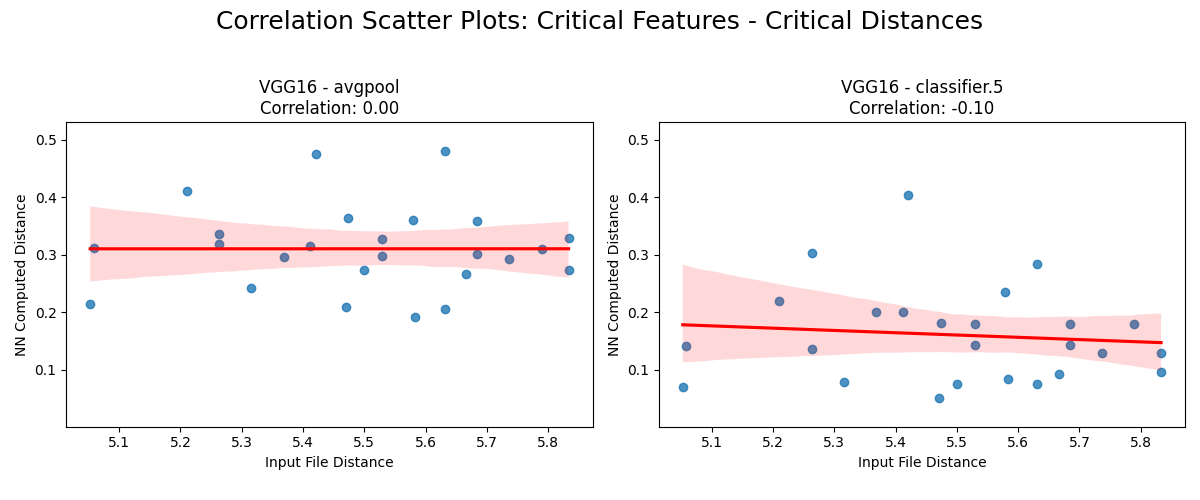 Correlation Scatter Plots: Critical Features - Critical Distances
VGG16 - avgpool
Correlation: 0.00
NN Computed Distance
0.5
0.4
0.3
0.2
0.1
5.1 5.2 5.3 5.4 5.5 5.6 5.7 5.8
Input File Distance
VGG16 - classifier.5
Correlation: -0.10
NN Computed Distance
0.5
0.4
0.3
0.2
0.1
5.1 5.2 5.3 5.4 5.5 5.6 5.7 5.8
Input File Distance